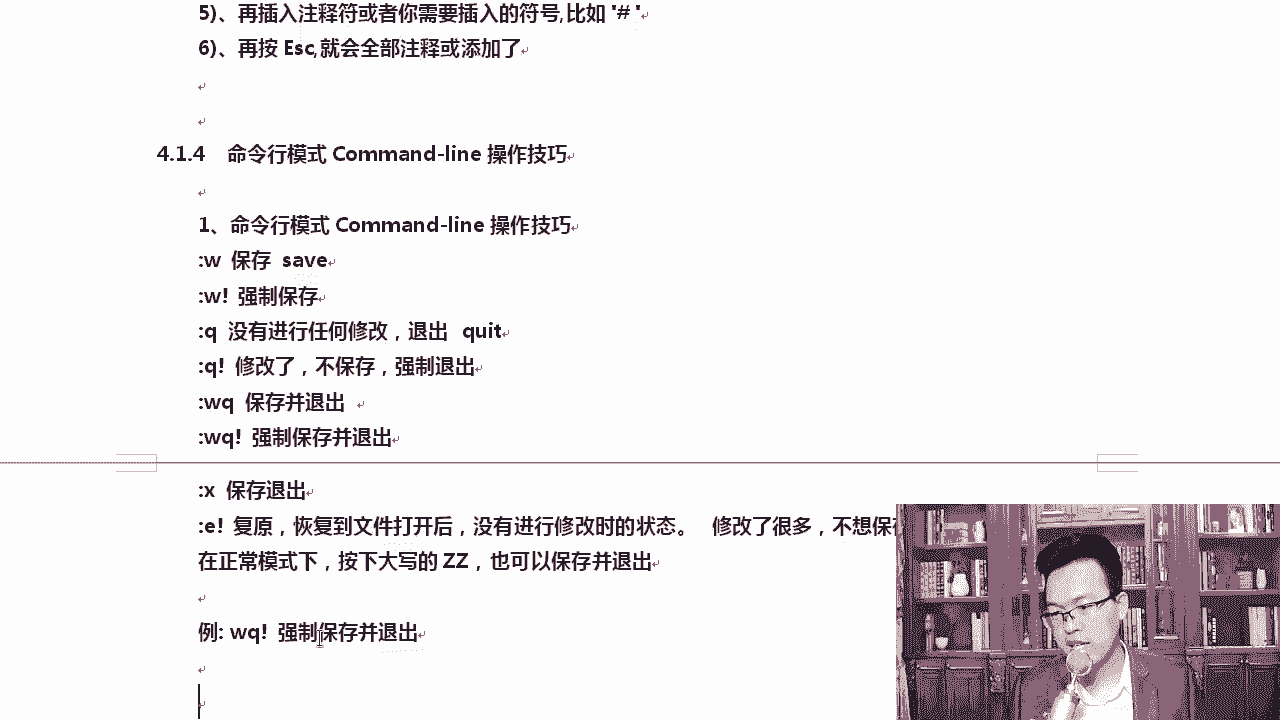 5)、再插入注释符或者你需要插入的符号,比如 '# '
6)、再按 Esc,就会全部注释或添加了
4.1.4 命令行模式 Command-line 操作技巧
1、命令行模式 Command-line 操作技巧
:w 保存 save
:w! 强制保存
:q 没有进行任何修改，退出 quit
:q! 修改了，不保存，强制退出
:wq 保存并退出
:wq! 强制保存并退出
:x 保存退出
:e! 复原，恢复到文件打开后，没有进行修改时的状态。 修改了很多，不想保
在正常模式下，按下大写的 ZZ，也可以保存并退出
例: wq! 强制保存并退出